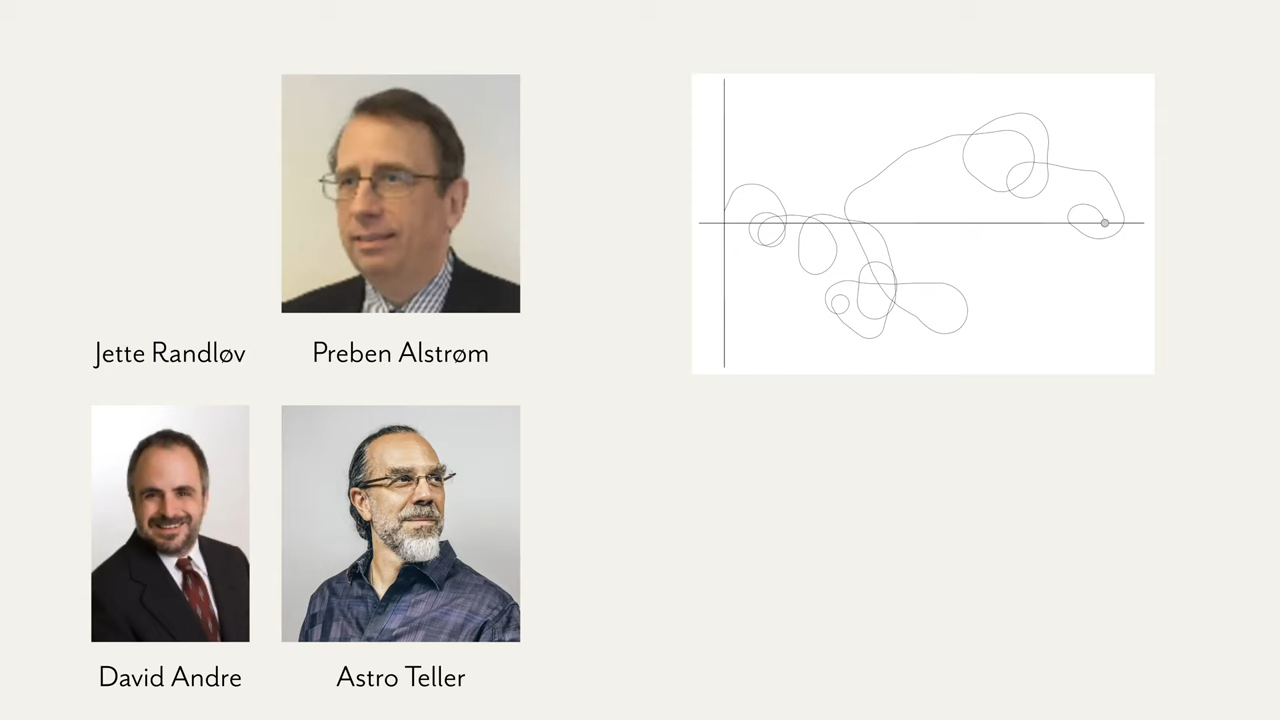 Jette Randløv
Preben Alstrøm
David Andre
Astro Teller